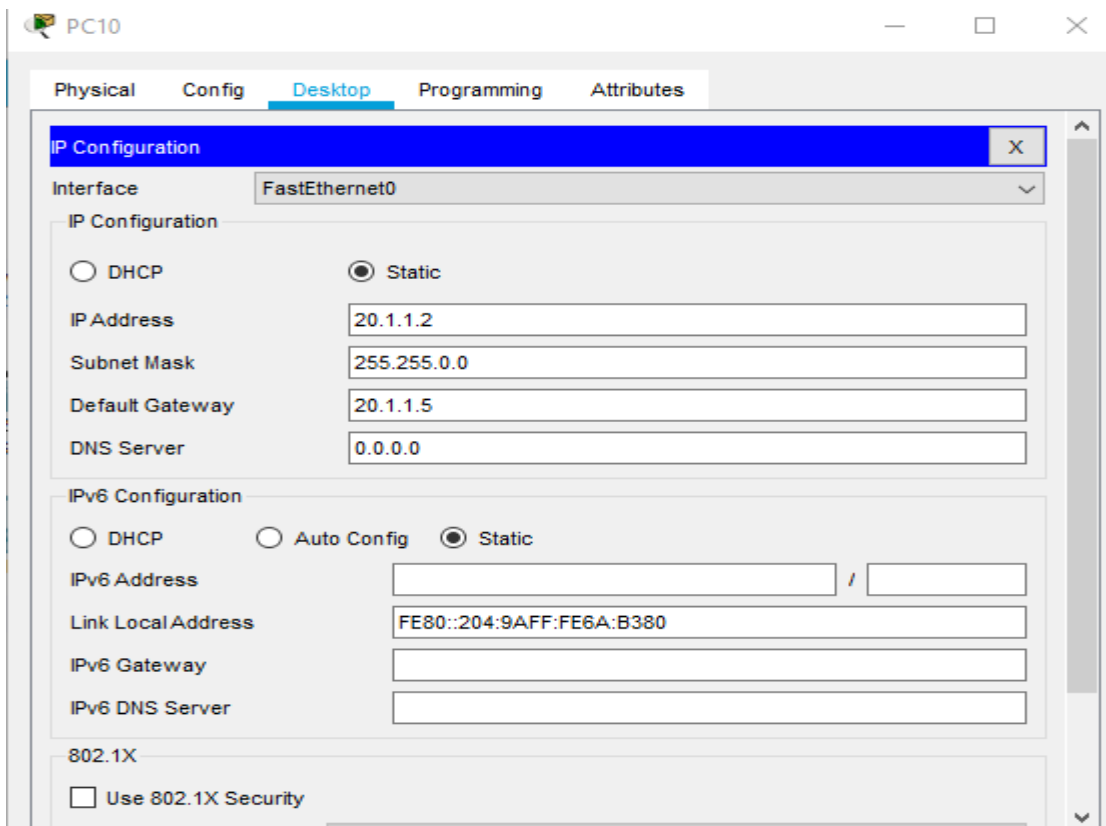 PC10
Physical Config Desktop Programming Attributes
IP Configuration X
Interface FastEthernet0
IP Configuration
DHCP Static
IP Address 20.1.1.2
Subnet Mask 255.255.0.0
Default Gateway 20.1.1.5
DNS Server 0.0.0.0
IPv6 Configuration
DHCP Auto Config Static
IPv6 Address /
Link Local Address FE80::204:9AFF:FE6A:B380
IPv6 Gateway
IPv6 DNS Server
802.1X
Use 802.1X Security